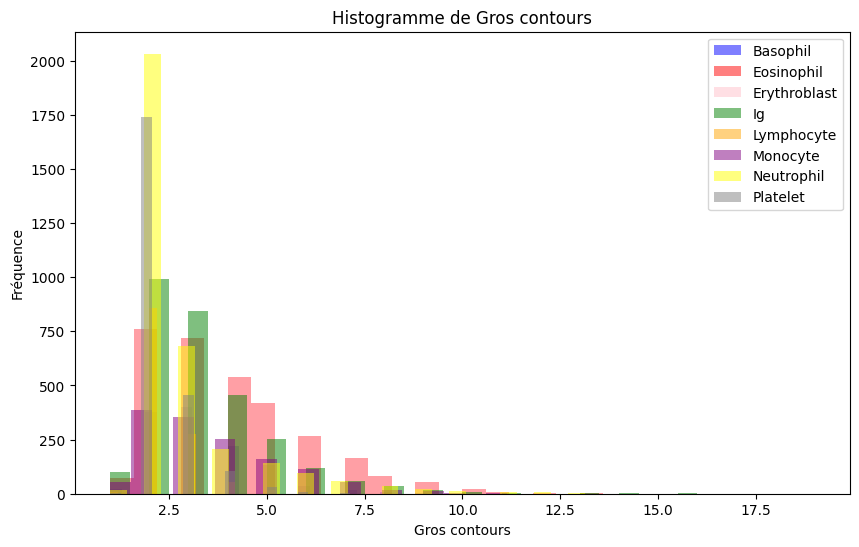 Histogramme de Gros contours
Basophil
Eosinophil
Erythroblast
Ig
Lymphocyte
Monocyte
Neutrophil
Platelet
Fréquence
2000
1750
1500
1250
1000
750
500
250
0
2.5 5.0 7.5 10.0 12.5 15.0 17.5
Gros contours